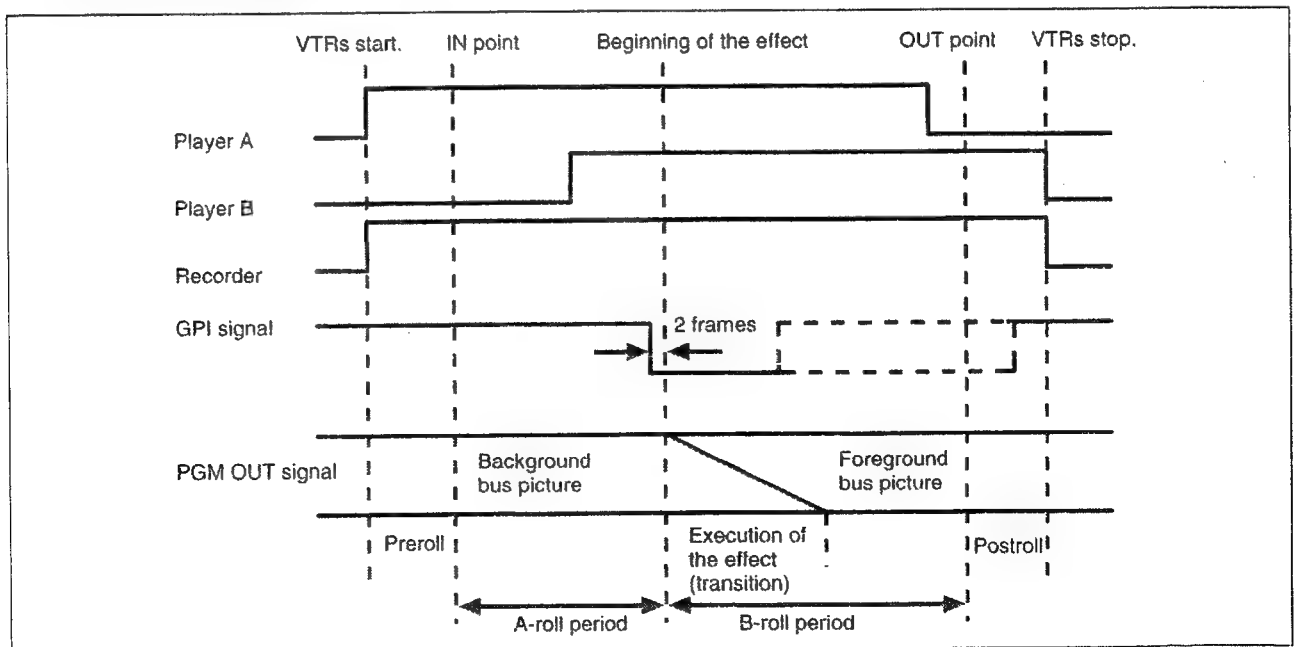 VTRs start. IN point Beginning of the effect OUT point VTRs stop.
Player A
Player B
Recorder
GPI signal
2 frames
PGM OUT signal
Background
bus picture
Foreground
bus picture
Preroll
Execution of
the effect
(transition)
Postroll
A-roll period
B-roll period